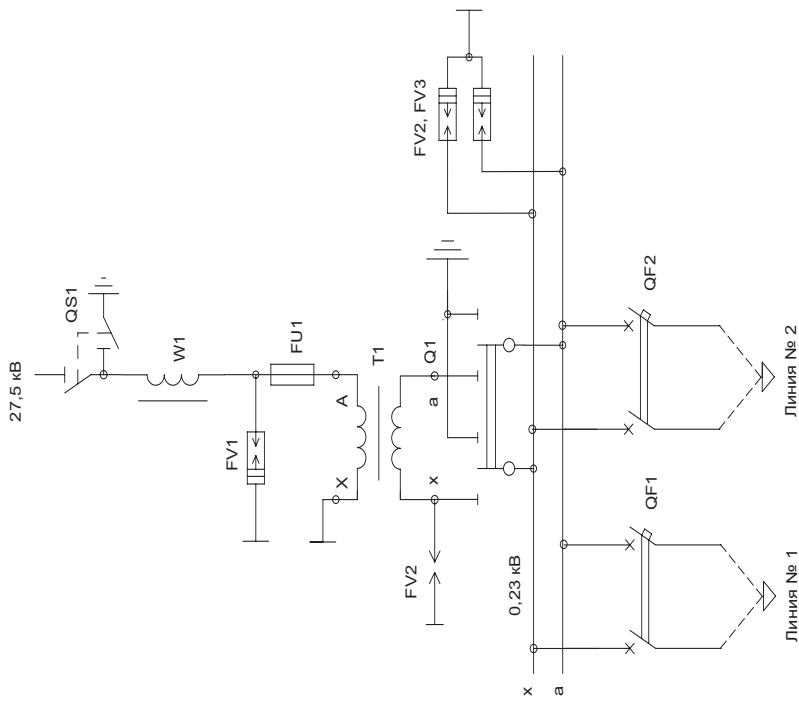 27,5 кВ
QS1
W1
FU1
FV1
A
X
T1
a
x
Q1
FV2
FV2, FV3
0,23 кВ
x
a
QF1
QF2
Линия № 1
Линия № 2